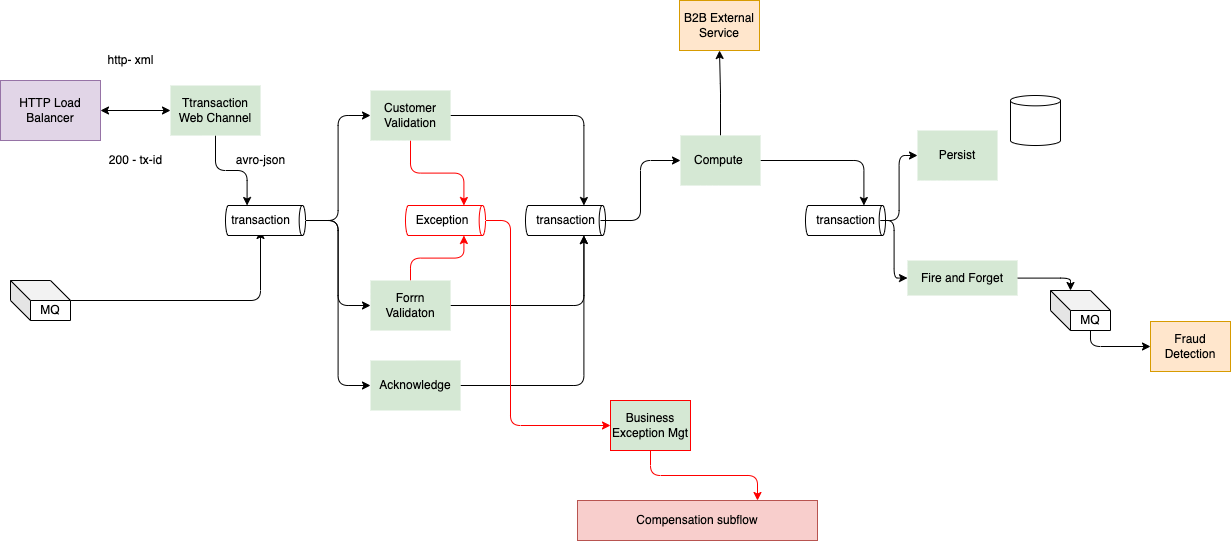 B2B External
Service
http- xml
HTTP Load
Balancer
Ttransaction
Web Channel
Customer
Validation
200 - tx-id
avro-json
Compute
Persist
transaction
Exception
transaction
transaction
Fire and Forget
MQ
Forrn
Validaton
MQ
Fraud
Detection
Acknowledge
Business
Exception Mgt
Compensation subflow